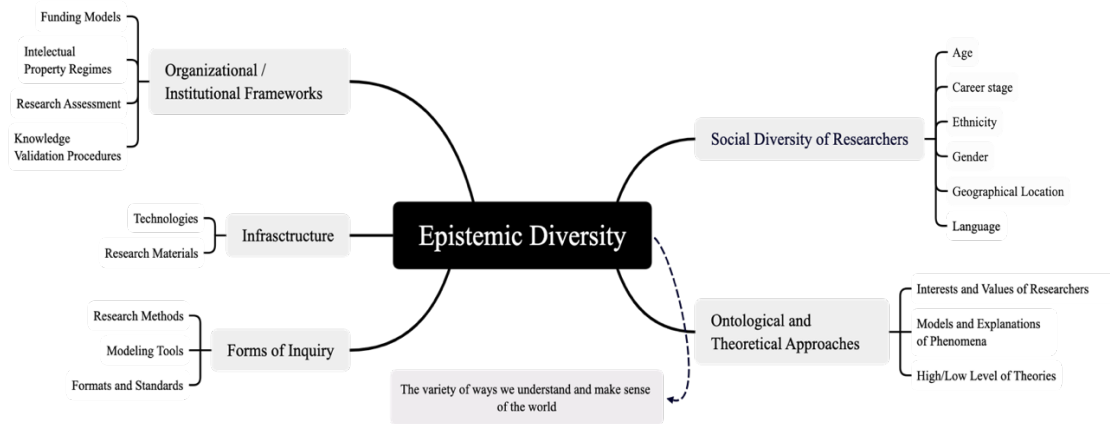 Funding Models
Intelectual
Property Regimes
Research Assessment
Knowledge
Validation Procedures
Organizational /
Institutional Frameworks
Technologies
Research Materials
Infrasctructure
Research Methods
Modeling Tools
Formats and Standards
Forms of Inquiry
Epistemic Diversity
The variety of ways we understand and make sense
of the world
Social Diversity of Researchers
Age
Career stage
Ethnicity
Gender
Geographical Location
Language
Ontological and
Theoretical Approaches
Interests and Values of Researchers
Models and Explanations
of Phenomena
High/Low Level of Theories